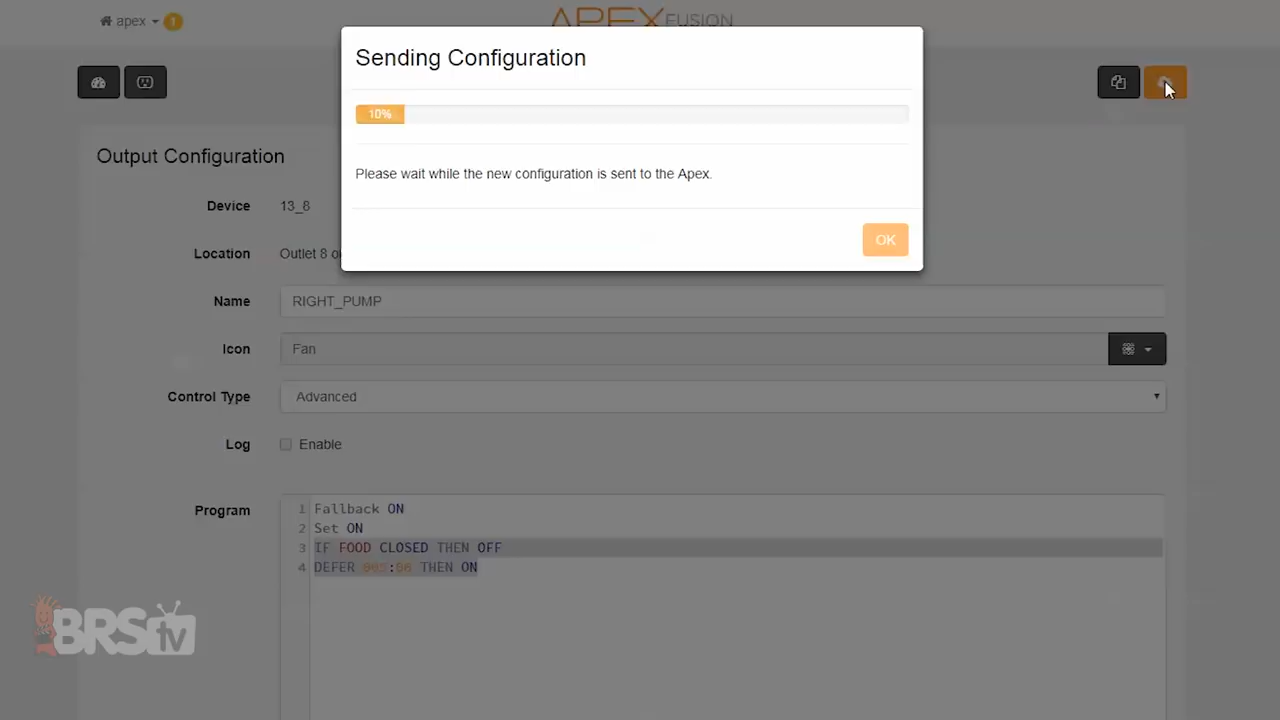 apex 1
APEX FUSION
Sending Configuration
10%
Please wait while the new configuration is sent to the Apex.
OK
Output Configuration
Device 13_8
Location Outlet 8
Name RIGHT_PUMP
Icon Fan
Control Type Advanced
Log Enable
Program
1 Fallback ON
2 Set ON
3 IF FOOD CLOSED THEN OFF
4 DEFER THEN ON
BRStv